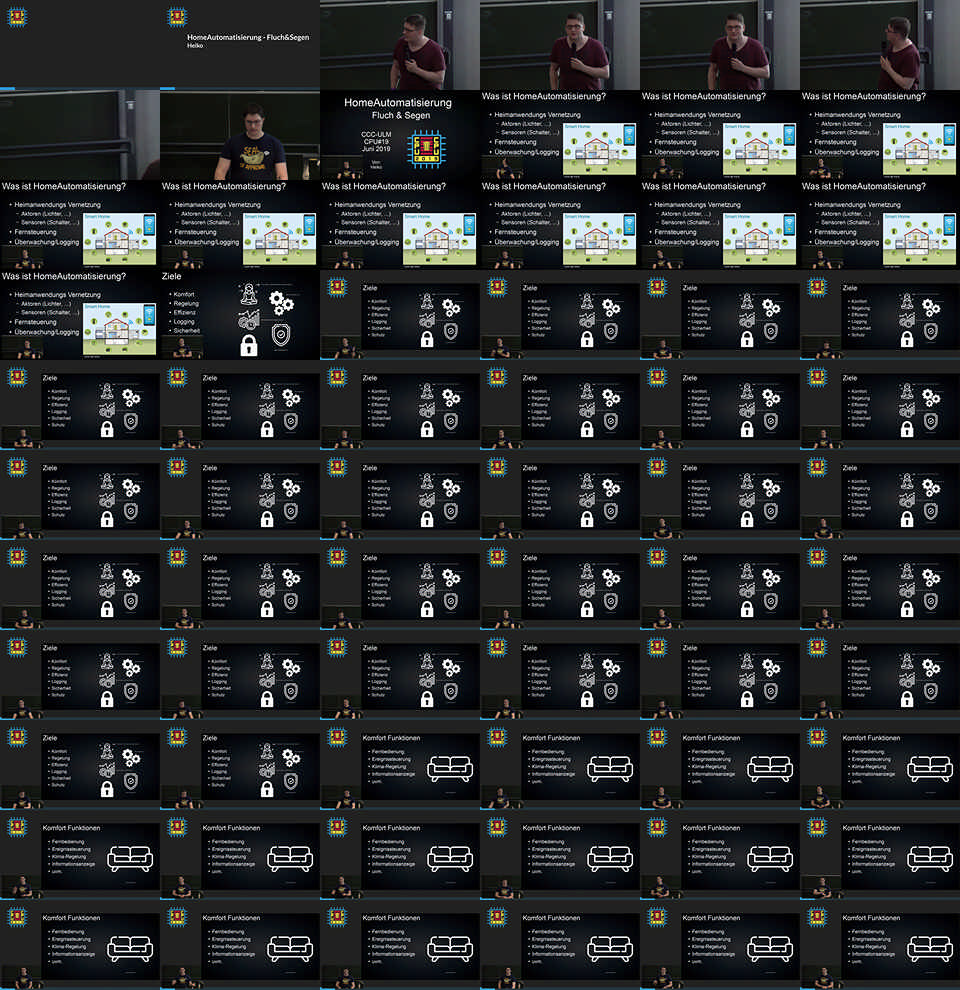 HomeAutomatisierung - Fluch&Segen
Heiko
HomeAutomatisierung
Fluch & Segen
CCC-ULM
CPU#19
Juni 2019
Von:
Heiko
Was ist HomeAutomatisierung?
Heimanwendungs Vernetzung
Aktoren (Lichter, ...)
Sensoren (Schalter, ...)
Fernsteuerung
Überwachung/Logging
Smart Home
Ziele
Komfort
Regelung
Effizienz
Logging
Sicherheit
Schutz
Komfort Funktionen
Fernbedienung
Ereignissteuerung
Klima-Regelung
Informationsanzeige
uvm.